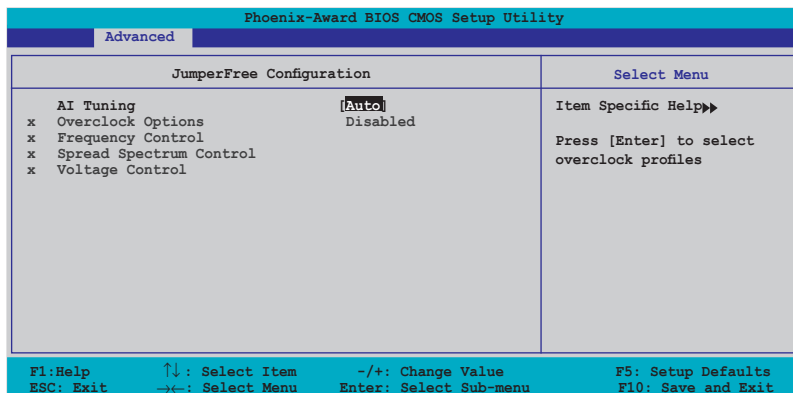 Phoenix-Award BIOS CMOS Setup Utility
Advanced
JumperFree Configuration
Select Menu
AI Tuning [Auto]
x Overclock Options Disabled
x Frequency Control
x Spread Spectrum Control
x Voltage Control
Item Specific Help▶▶
Press [Enter] to select
overclock profiles
F1:Help ↑↓: Select Item -/+: Change Value F5: Setup Defaults
ESC: Exit →←: Select Menu Enter: Select Sub-menu F10: Save and Exit